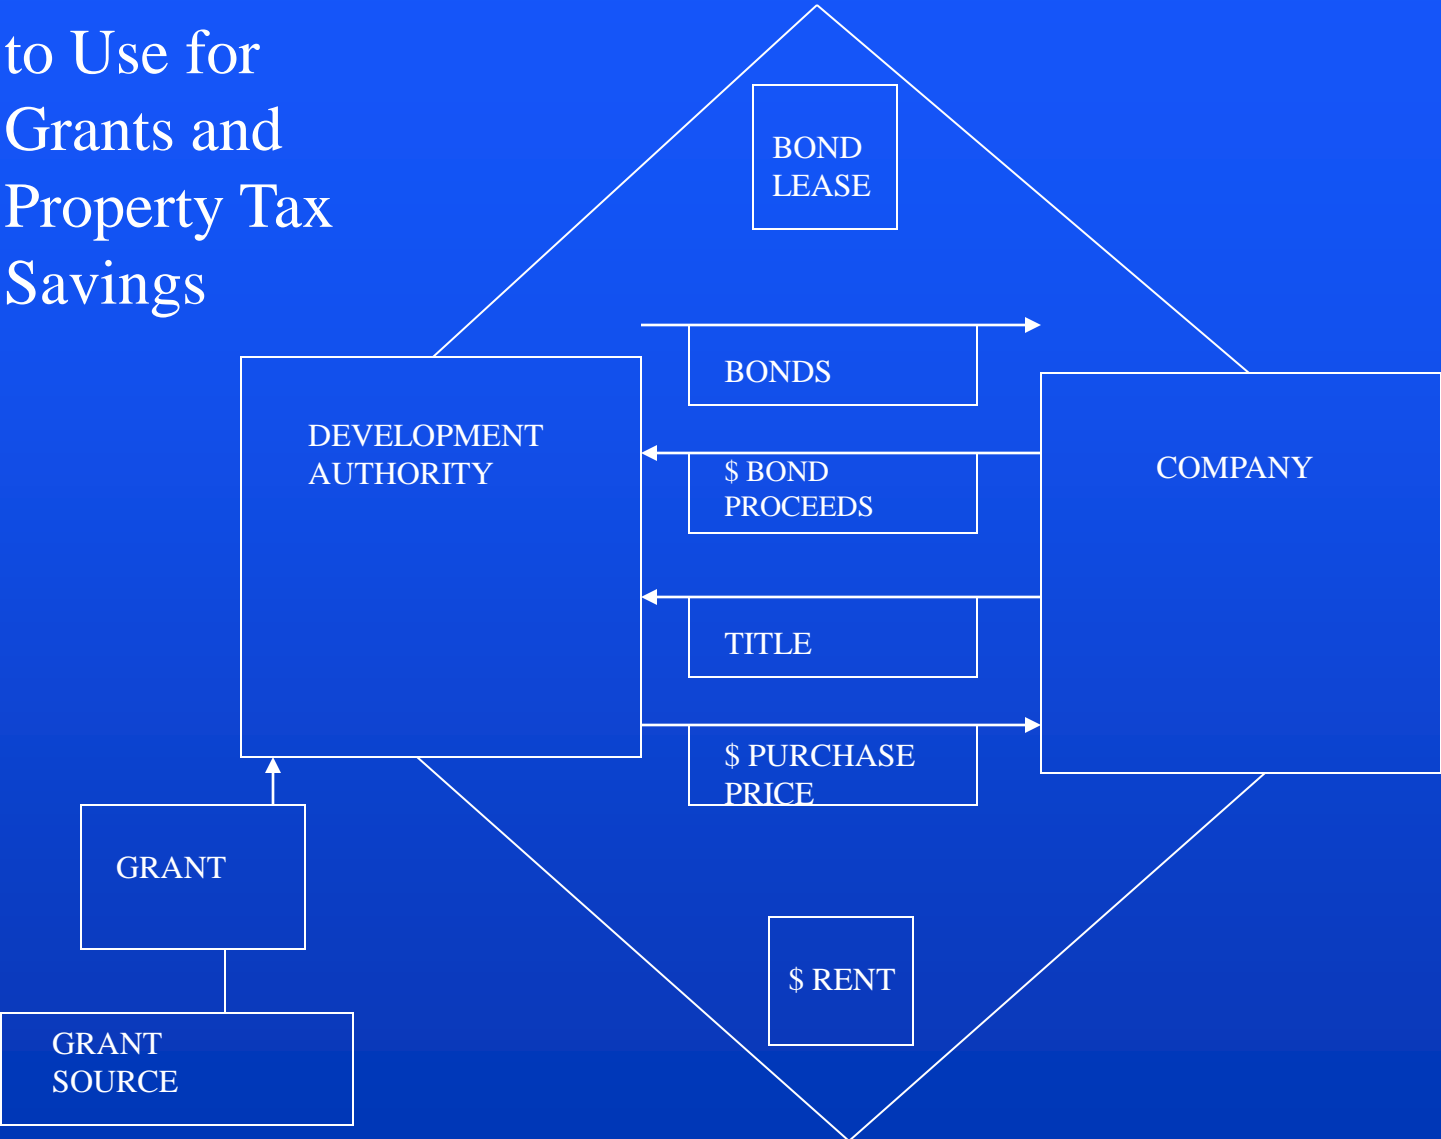 to Use for
Grants and
Property Tax
Savings
BOND
LEASE
BONDS
DEVELOPMENT
AUTHORITY
$ BOND
PROCEEDS
COMPANY
TITLE
$ PURCHASE
PRICE
GRANT
$ RENT
GRANT
SOURCE